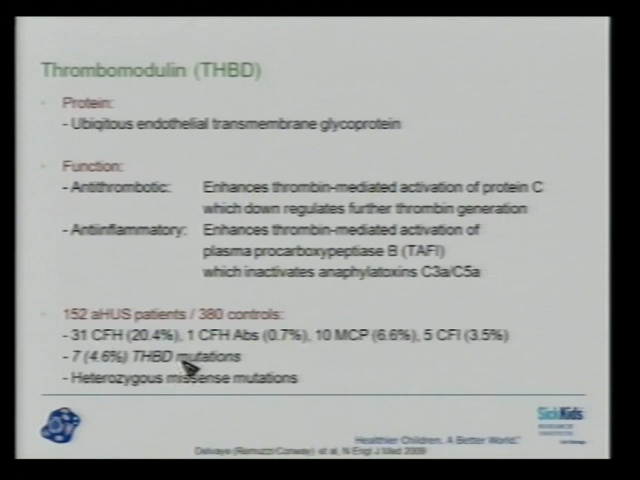 Thrombomodulin (THBD)
Protein:
- Ubiqitous endothelial transmembrane glycoprotein
Function:
- Antithrombotic: Enhances thrombin-mediated activation of protein C
which down regulates further thrombin generation
- Antiinflammatory: Enhances thrombin-mediated activation of
plasma procarboxypeptiase B (TAFI)
which inactivates anaphylatoxins C3a/C5a
152 aHUS patients / 380 controls:
- 31 CFH (20.4%), 1 CFH Abs (0.7%), 10 MCP (6.6%), 5 CFI (3.5%)
- 7 (4.6%) THBD mutations
- Heterozygous missense mutations
SickKids
RESEARCH
INSTITUTE
Healthier Children. A Better World.
Delvaye (Remuzzi/Conway) et al, N Engl J Med 2009